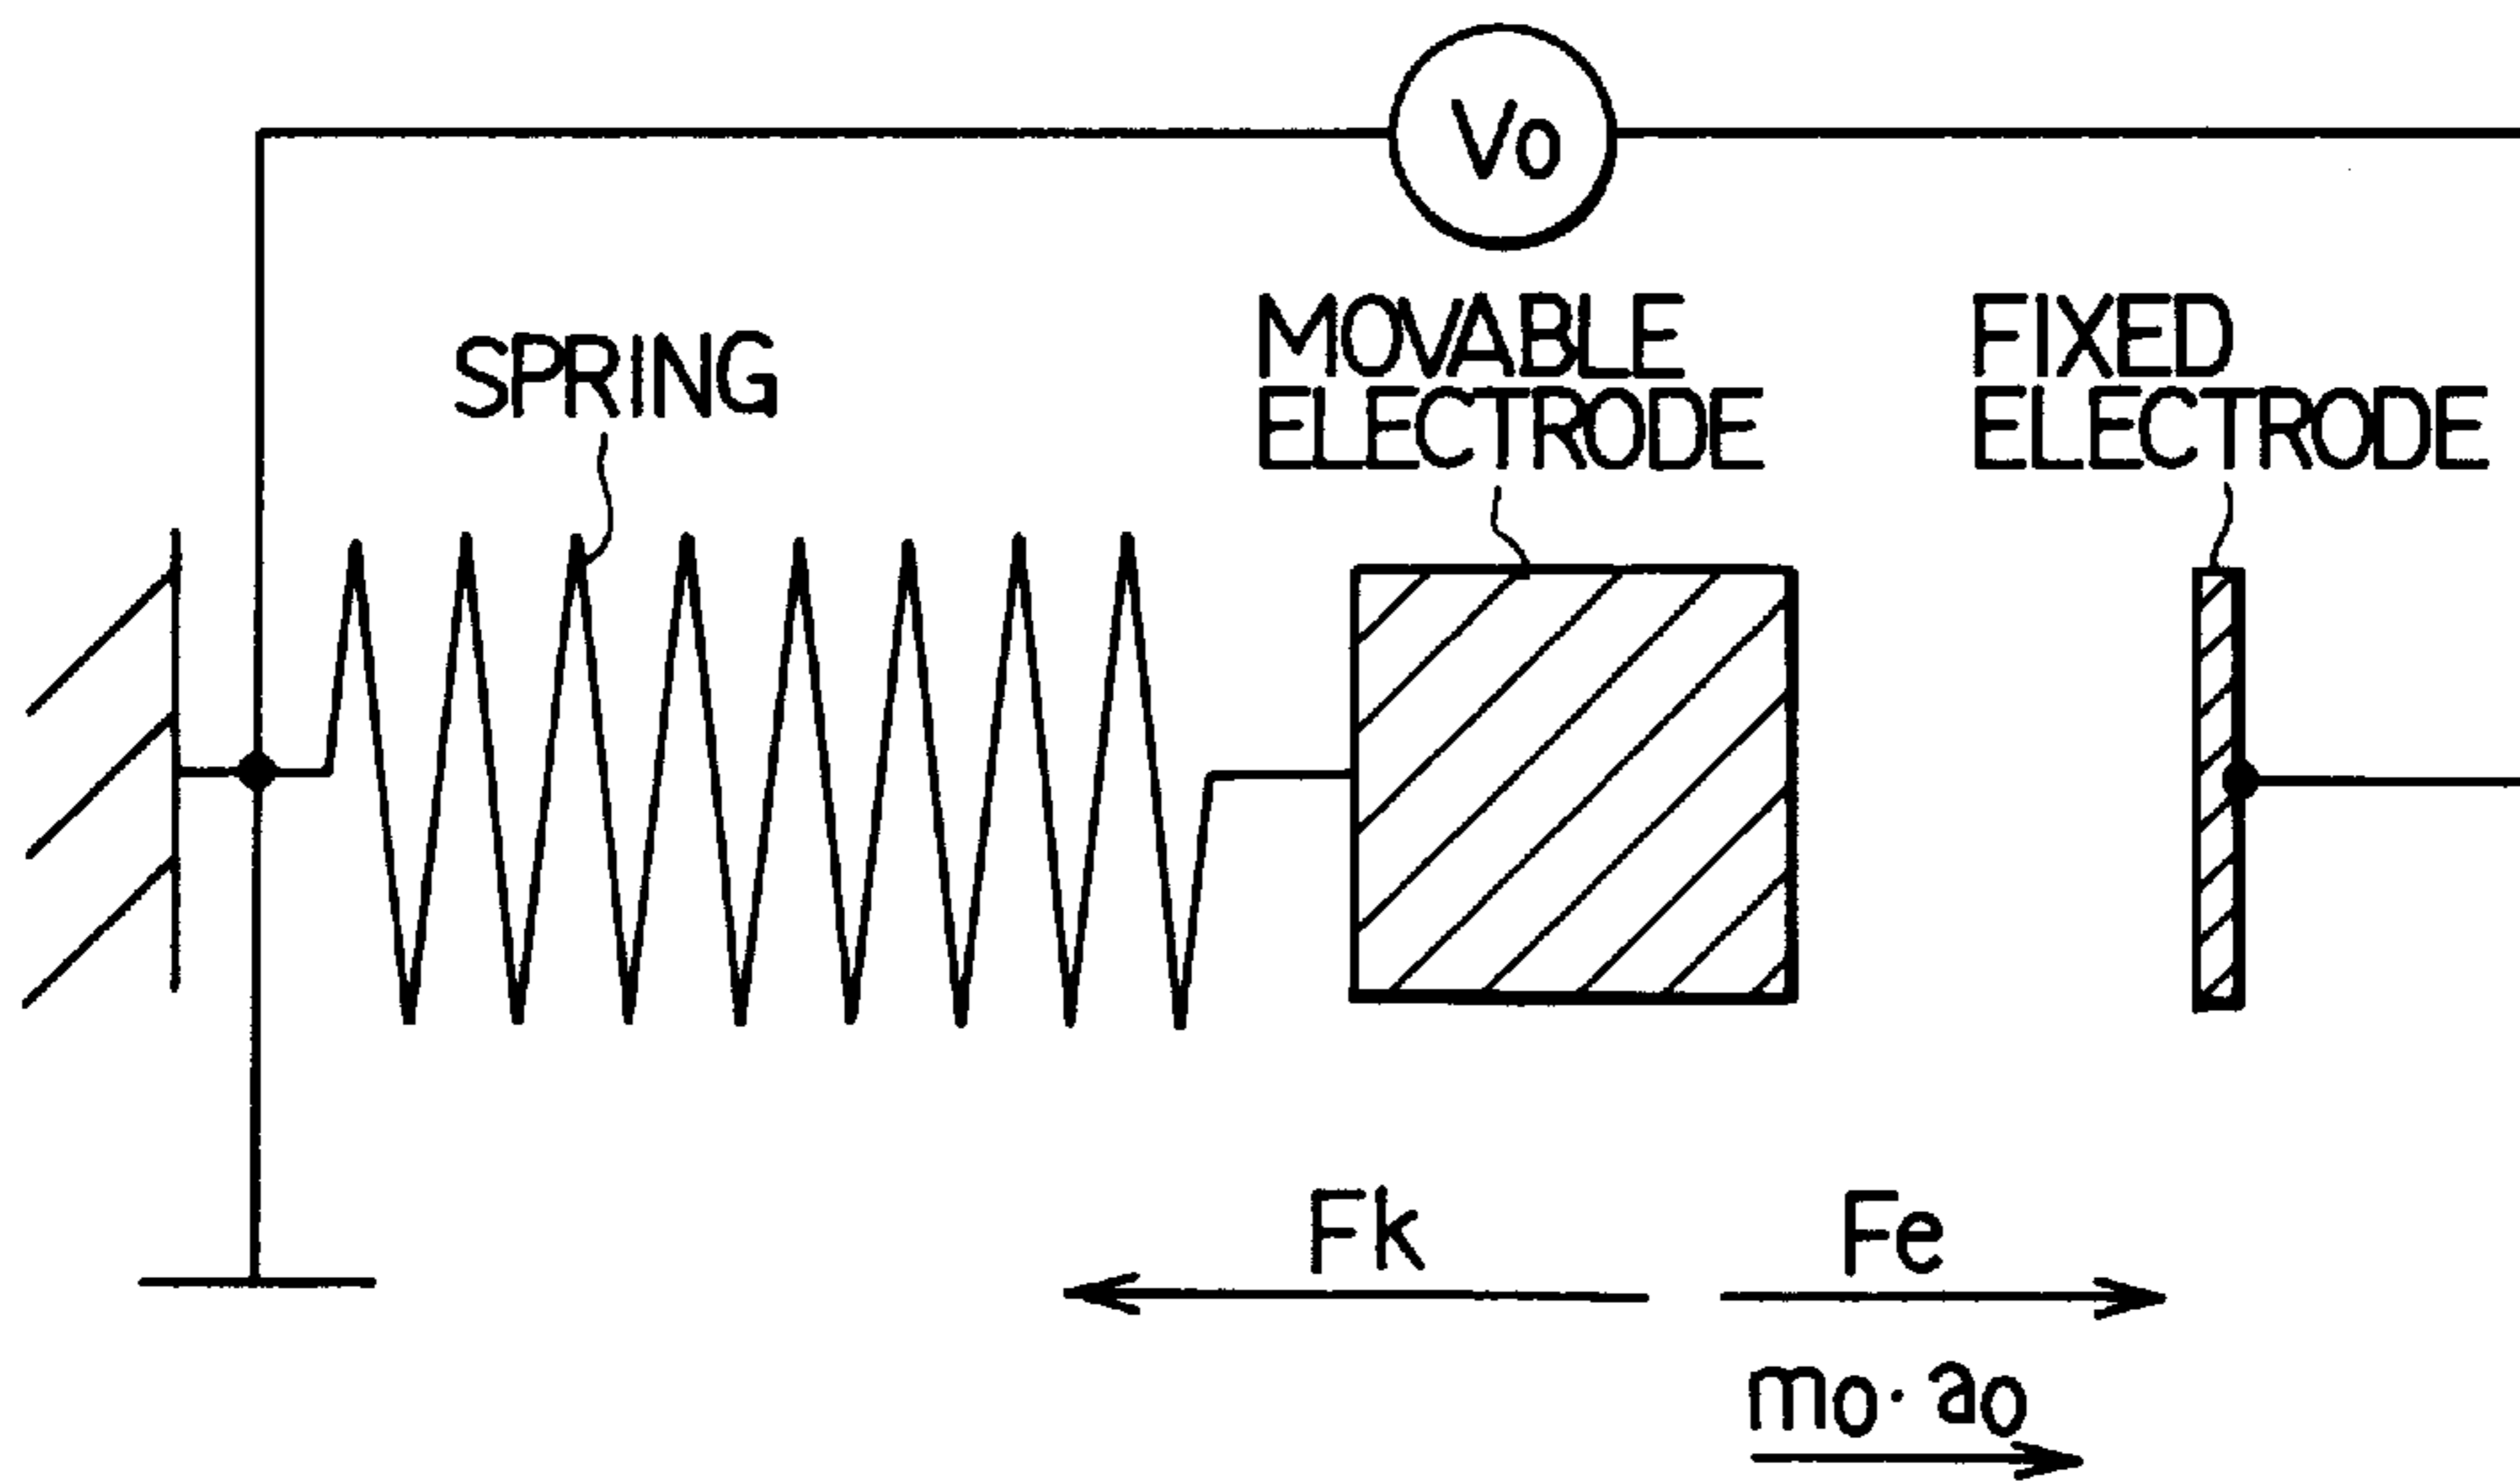 Vo
SPRING
MOVABLE
ELECTRODE
FIXED
ELECTRODE
Fk
Fe
mo·ao